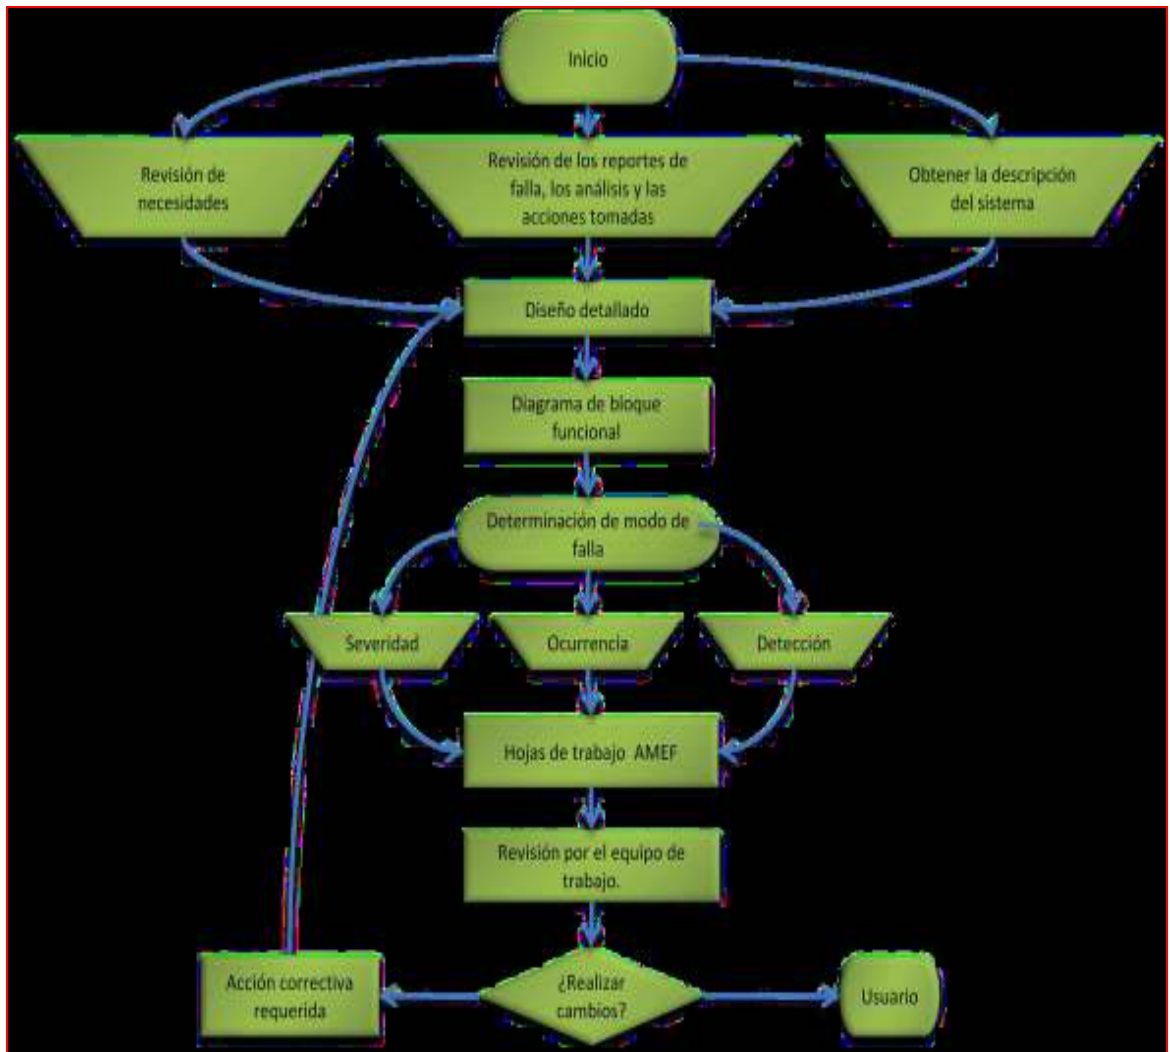 Inicio
Revisión de
necesidades
Revisión de los reportes de
falla, los análisis y las
acciones tomadas
Obtener la descripción
del sistema
Diseño detallado
Diagrama de bloque
funcional
Determinación de modo de
falla
Severidad
Ocurrencia
Detección
Hojas de trabajo AMEF
Revisión por el equipo de
trabajo.
Acción correctiva
requerida
¿Realizar
cambios?
Usuario